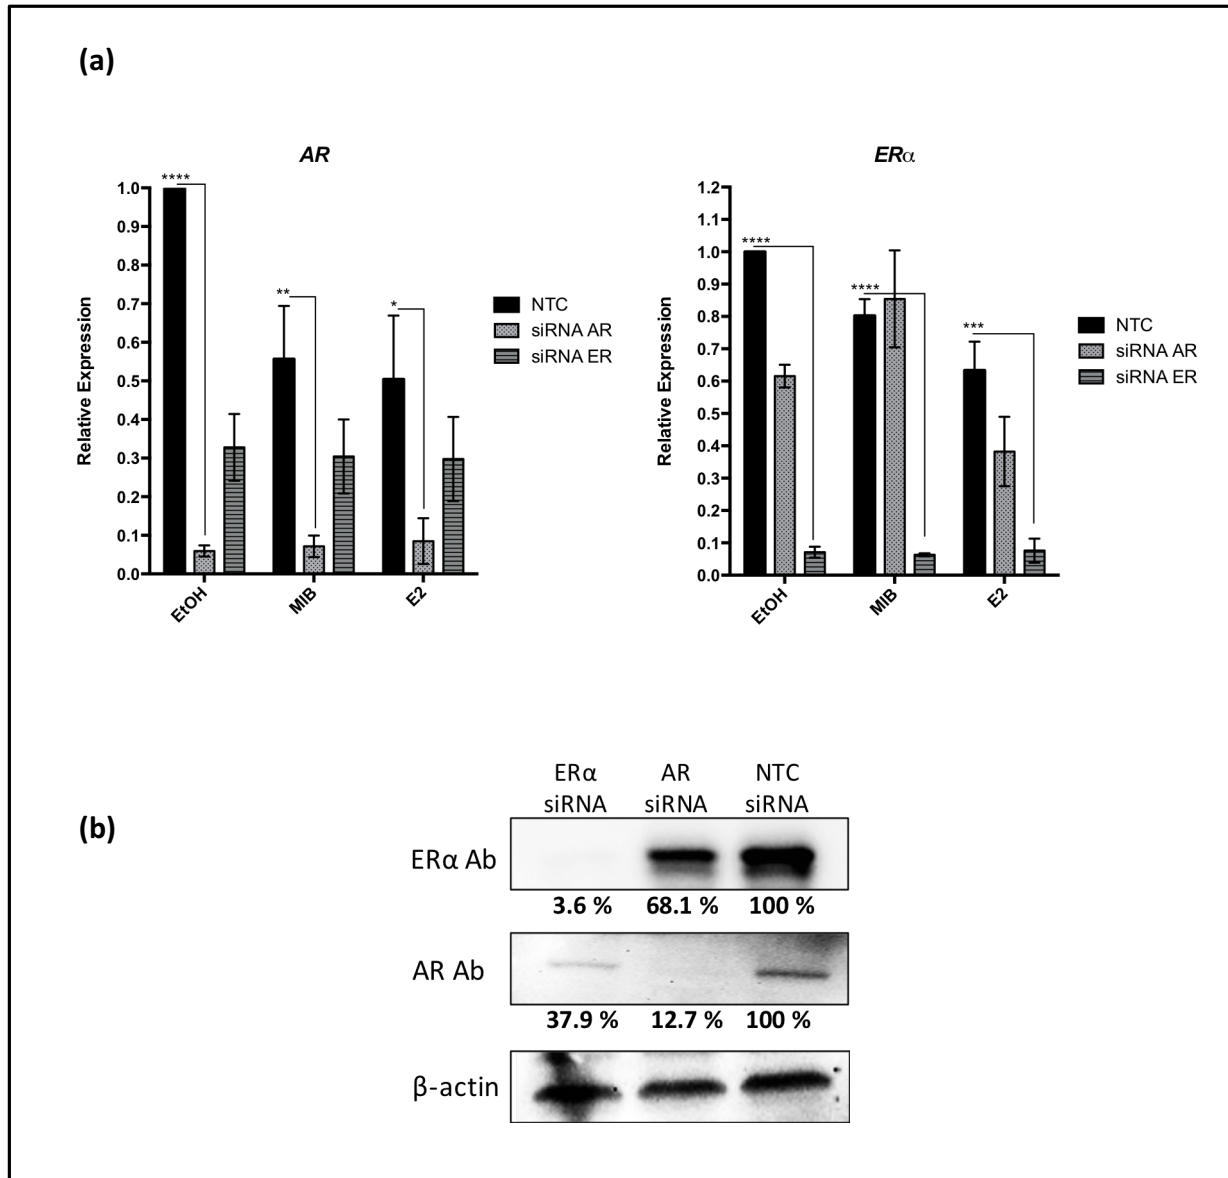 (a)
AR
1.0
0.9
0.8
0.7
0.6
0.5
0.4
0.3
0.2
0.1
0.0
Relative Expression
****
**
*
EtOH
MIB
E2
NTC
siRNA AR
siRNA ER
ERα
1.2
1.1
1.0
0.9
0.8
0.7
0.6
0.5
0.4
0.3
0.2
0.1
0.0
Relative Expression
****
****
***
EtOH
MIB
E2
NTC
siRNA AR
siRNA ER
(b)
ERα AR NTC
siRNA siRNA siRNA
ERα Ab
3.6 % 68.1 % 100 %
AR Ab
37.9 % 12.7 % 100 %
β-actin